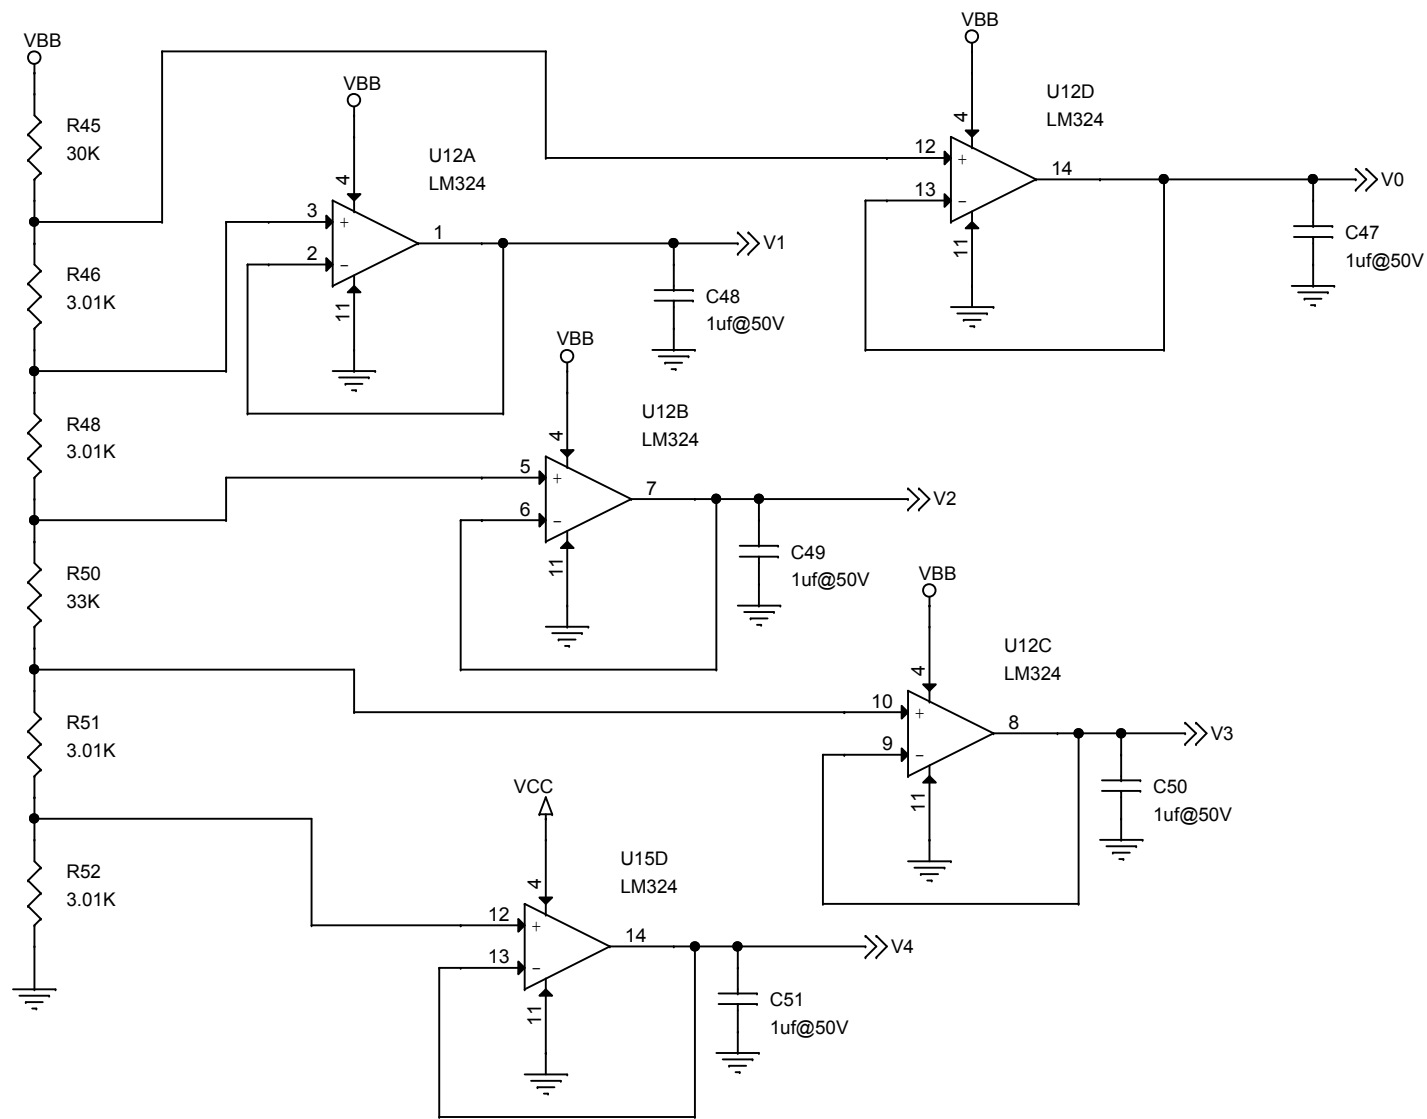 VBB
R45
30K
R46
3.01K
R48
3.01K
R50
33K
R51
3.01K
R52
3.01K
VBB
4
U12A
LM324
3
+
2
−
1
11
V1
C48
1uf@50V
VBB
4
U12D
LM324
12
+
13
−
14
11
V0
C47
1uf@50V
VBB
4
U12B
LM324
5
+
6
−
7
11
V2
C49
1uf@50V
VBB
4
U12C
LM324
10
+
9
−
8
11
V3
C50
1uf@50V
VCC
4
U15D
LM324
12
+
13
−
14
11
V4
C51
1uf@50V